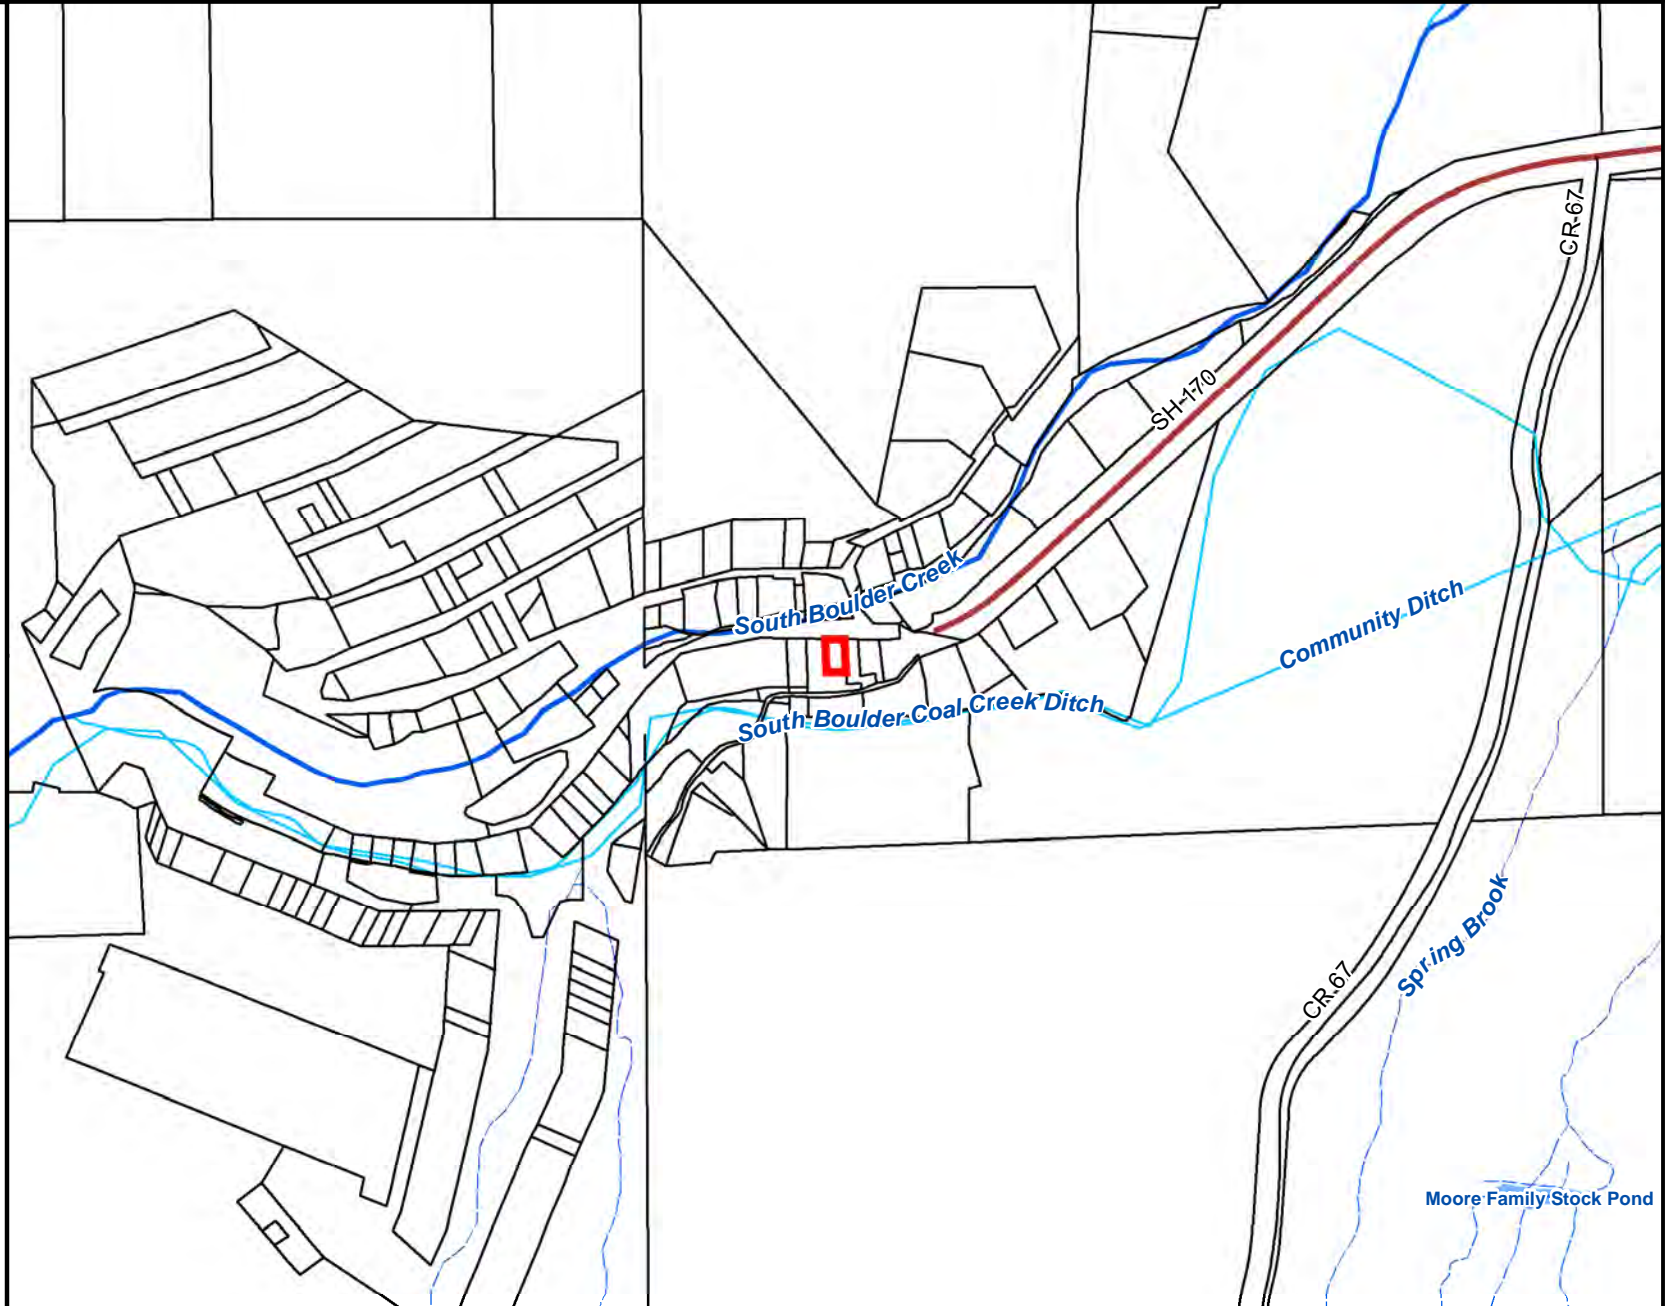 CR-67
SH-170
South Boulder Creek
Community Ditch
South Boulder Coal Creek Ditch
Spring Brook
CR-67
Moore Family Stock Pond